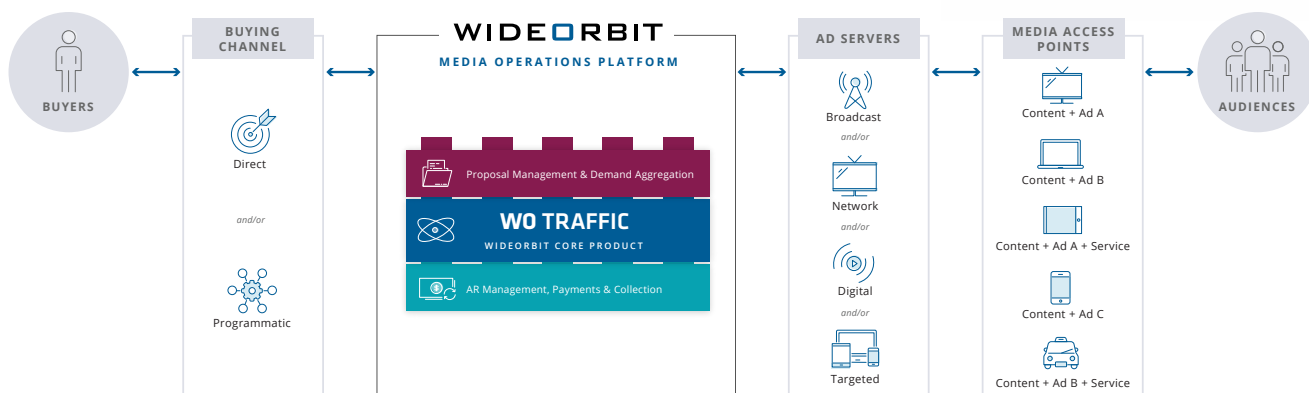 BUYERS
BUYING
CHANNEL
Direct
and/or
Programmatic
WIDEORBIT
MEDIA OPERATIONS PLATFORM
Proposal Management & Demand Aggregation
WO TRAFFIC
WIDEORBIT CORE PRODUCT
$
AR Management, Payments & Collection
AD SERVERS
Broadcast
and/or
Network
and/or
Digital
and/or
Targeted
MEDIA ACCESS
POINTS
Content + Ad A
Content + Ad B
Content + Ad A + Service
Content + Ad C
Content + Ad B + Service
AUDIENCES